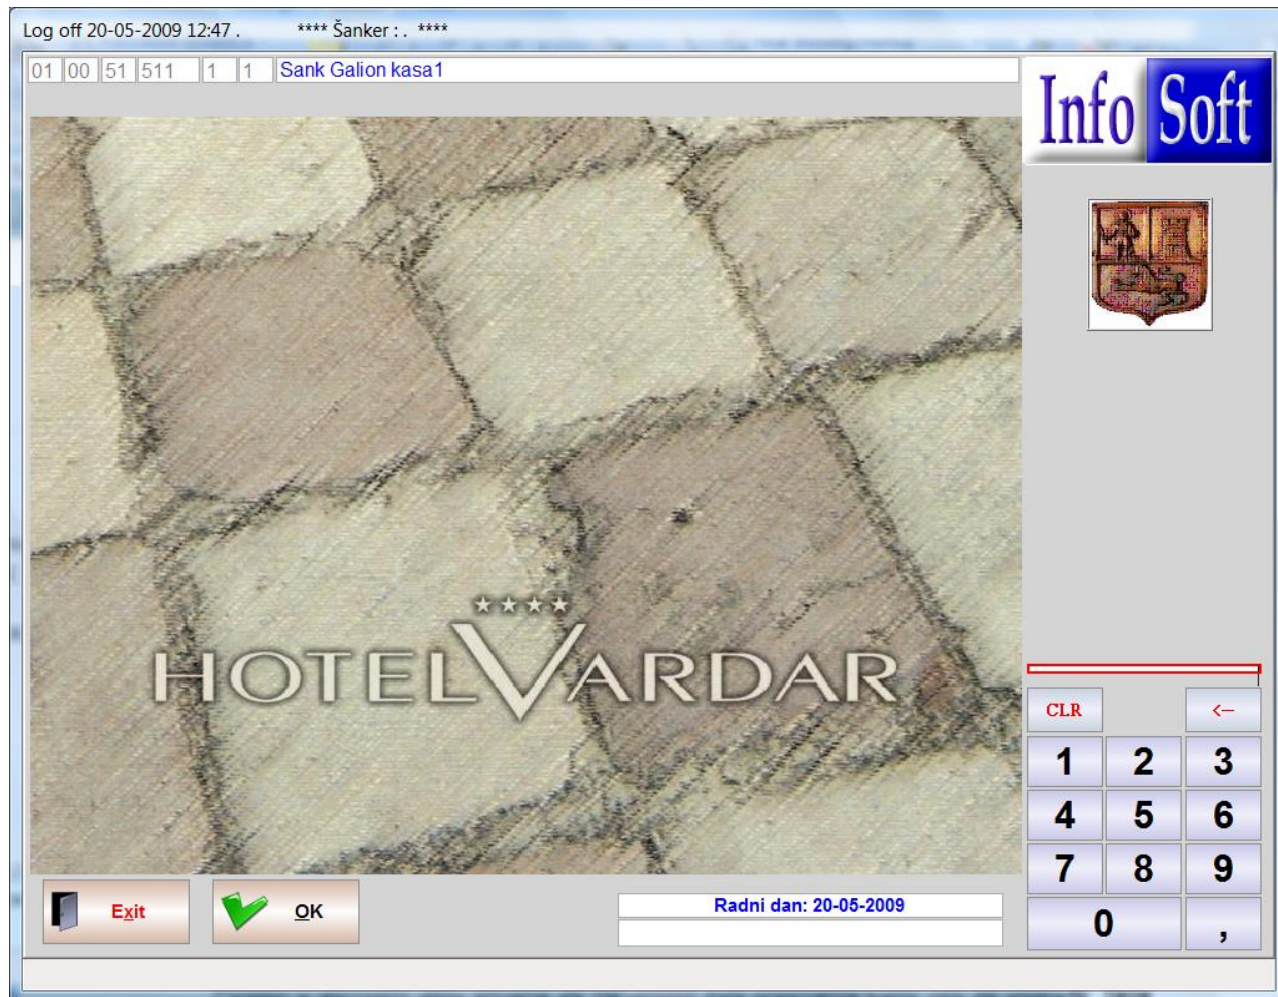 Log off 20-05-2009 12:47 . **** Šanker : . ****
01 00 51 511 1 1 Sank Galion kasa1
Info Soft
HOTEL VARDAR
CLR <--
1 2 3
4 5 6
7 8 9
0 ,
Exit OK
Radni dan: 20-05-2009